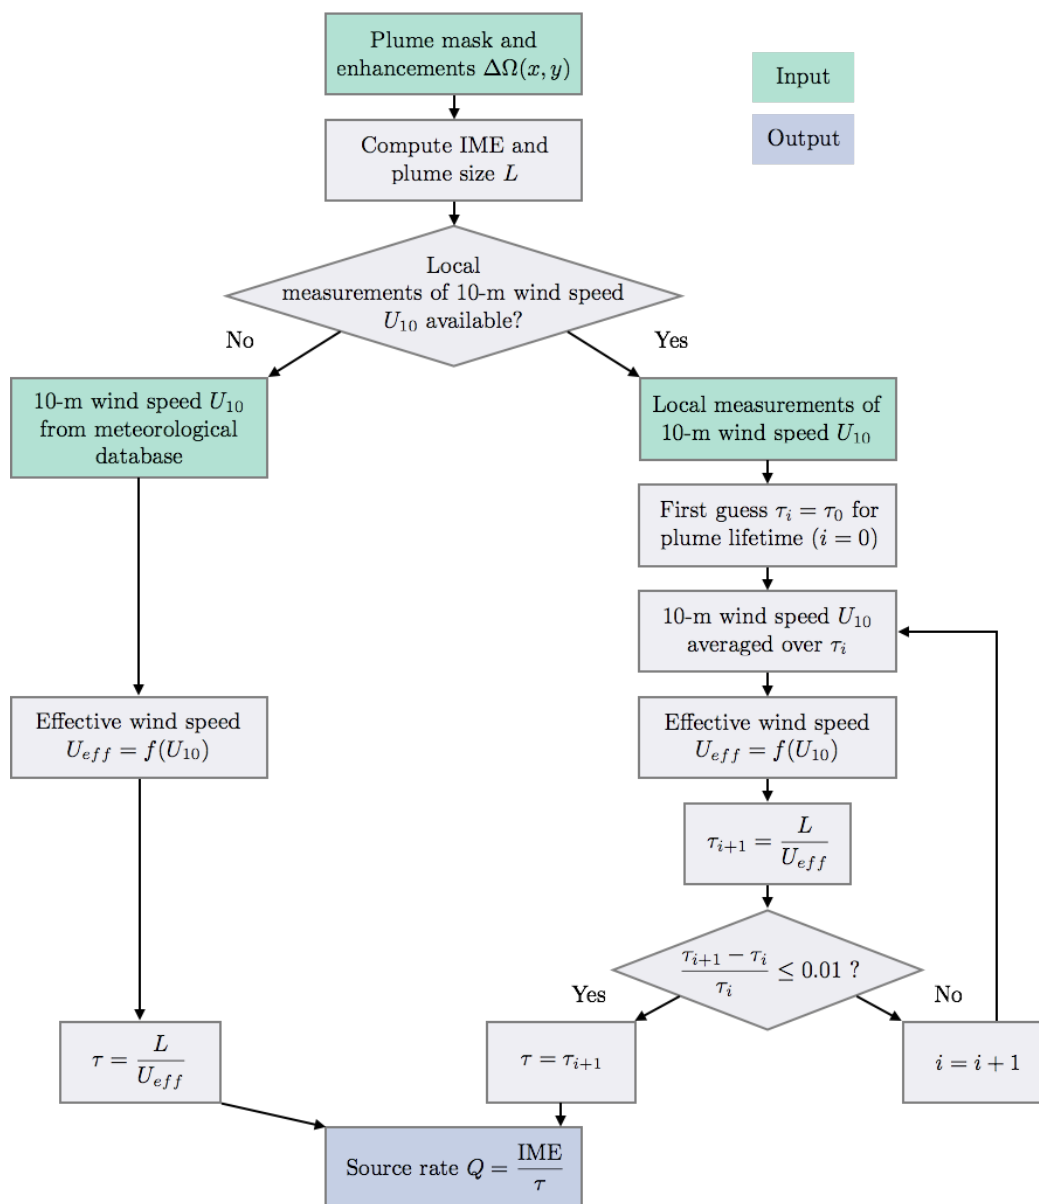 Plume mask and
enhancements ΔΩ(x, y)
Input
Output
Compute IME and
plume size L
Local
measurements of 10-m wind speed
U₁₀ available?
No
Yes
10-m wind speed U₁₀
from meteorological
database
Local measurements of
10-m wind speed U₁₀
First guess τᵢ = τ₀ for
plume lifetime (i = 0)
10-m wind speed U₁₀
averaged over τᵢ
Effective wind speed
U_eff = f(U₁₀)
Effective wind speed
U_eff = f(U₁₀)
τᵢ₊₁ = L / U_eff
(τᵢ₊₁ − τᵢ) / τᵢ ≤ 0.01 ?
Yes
No
τ = L / U_eff
τ = τᵢ₊₁
i = i + 1
Source rate Q = IME / τ